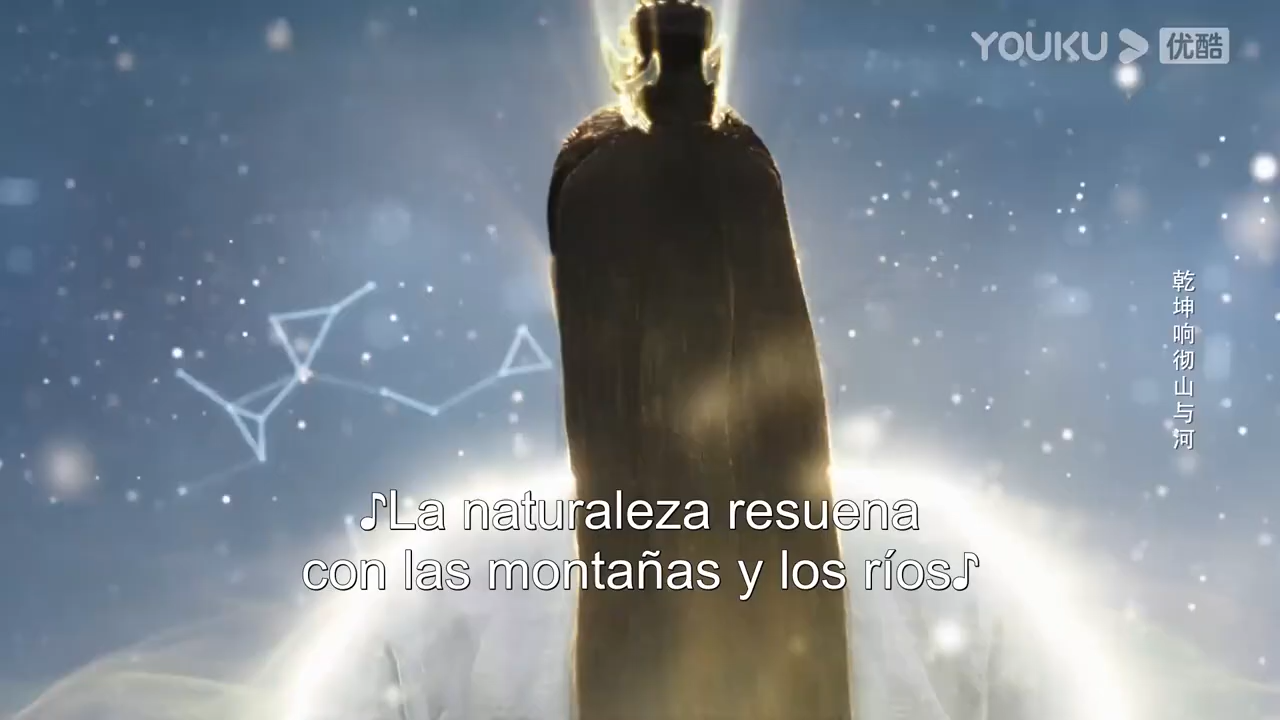 YOUKU 优酷
乾坤响彻山与河
♪La naturaleza resuena
con las montañas y los ríos♪